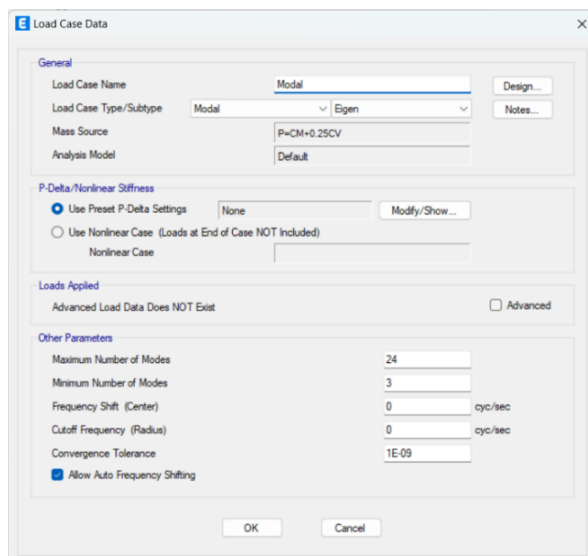 E Load Case Data
General
Load Case Name Modal Design...
Load Case Type/Subtype Modal Eigen Notes...
Mass Source P=CM+0.25CV
Analysis Model Default
P-Delta/Nonlinear Stiffness
Use Preset P-Delta Settings None Modify/Show...
Use Nonlinear Case (Loads at End of Case NOT Included)
Nonlinear Case
Loads Applied
Advanced Load Data Does NOT Exist Advanced
Other Parameters
Maximum Number of Modes 24
Minimum Number of Modes 3
Frequency Shift (Center) 0 cyc/sec
Cutoff Frequency (Radius) 0 cyc/sec
Convergence Tolerance 1E-09
Allow Auto Frequency Shifting
OK Cancel